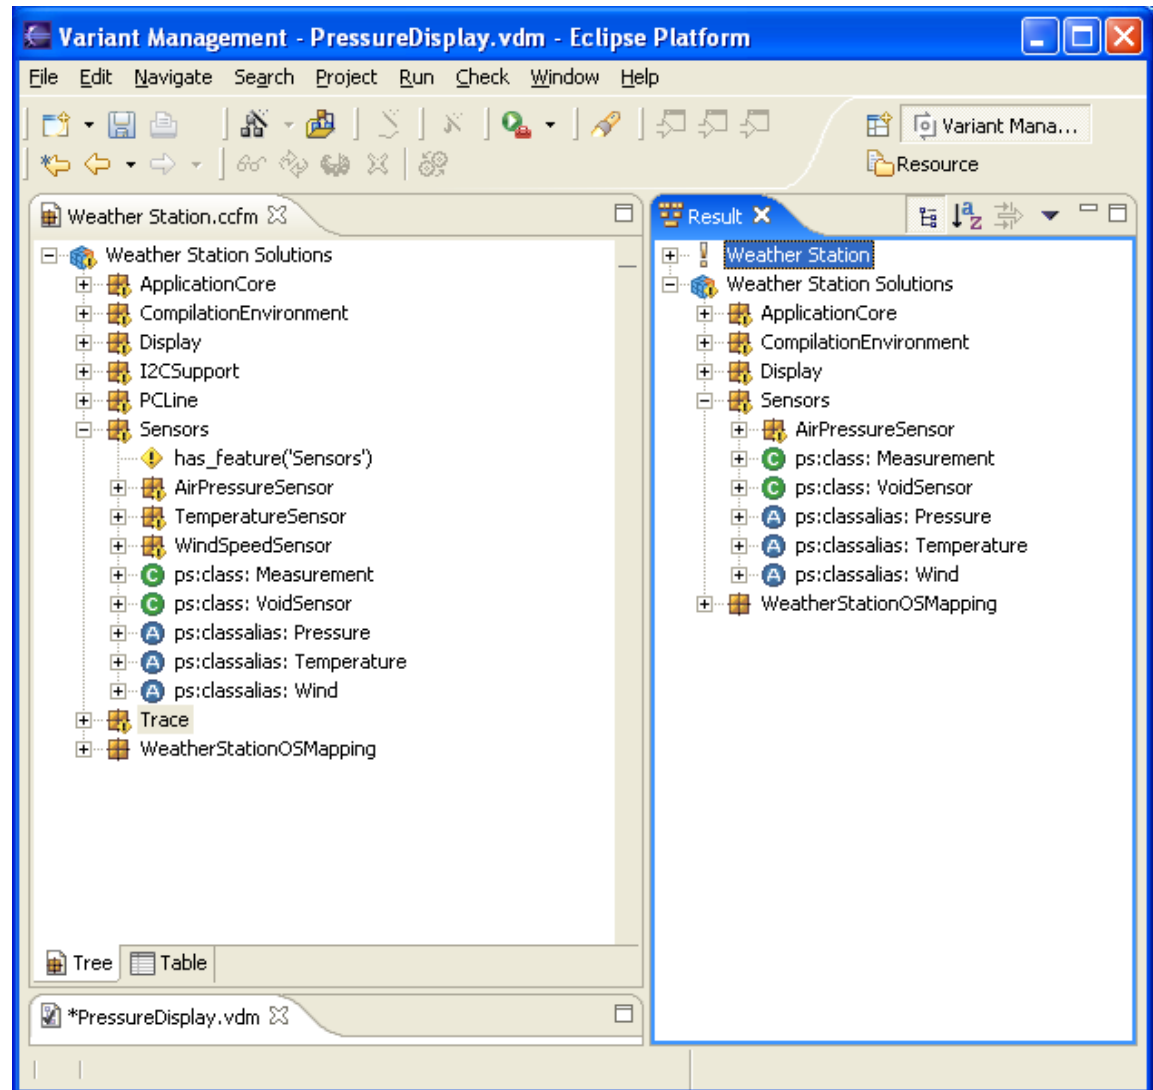 Variant Management - PressureDisplay.vdm - Eclipse Platform
File Edit Navigate Search Project Run Check Window Help
Variant Mana...
Resource
Weather Station.ccfm
Weather Station Solutions
ApplicationCore
CompilationEnvironment
Display
I2CSupport
PCLine
Sensors
has_feature('Sensors')
AirPressureSensor
TemperatureSensor
WindSpeedSensor
ps:class: Measurement
ps:class: VoidSensor
ps:classalias: Pressure
ps:classalias: Temperature
ps:classalias: Wind
Trace
WeatherStationOSMapping
Tree Table
*PressureDisplay.vdm
Result
Weather Station
Weather Station Solutions
ApplicationCore
CompilationEnvironment
Display
Sensors
AirPressureSensor
ps:class: Measurement
ps:class: VoidSensor
ps:classalias: Pressure
ps:classalias: Temperature
ps:classalias: Wind
WeatherStationOSMapping